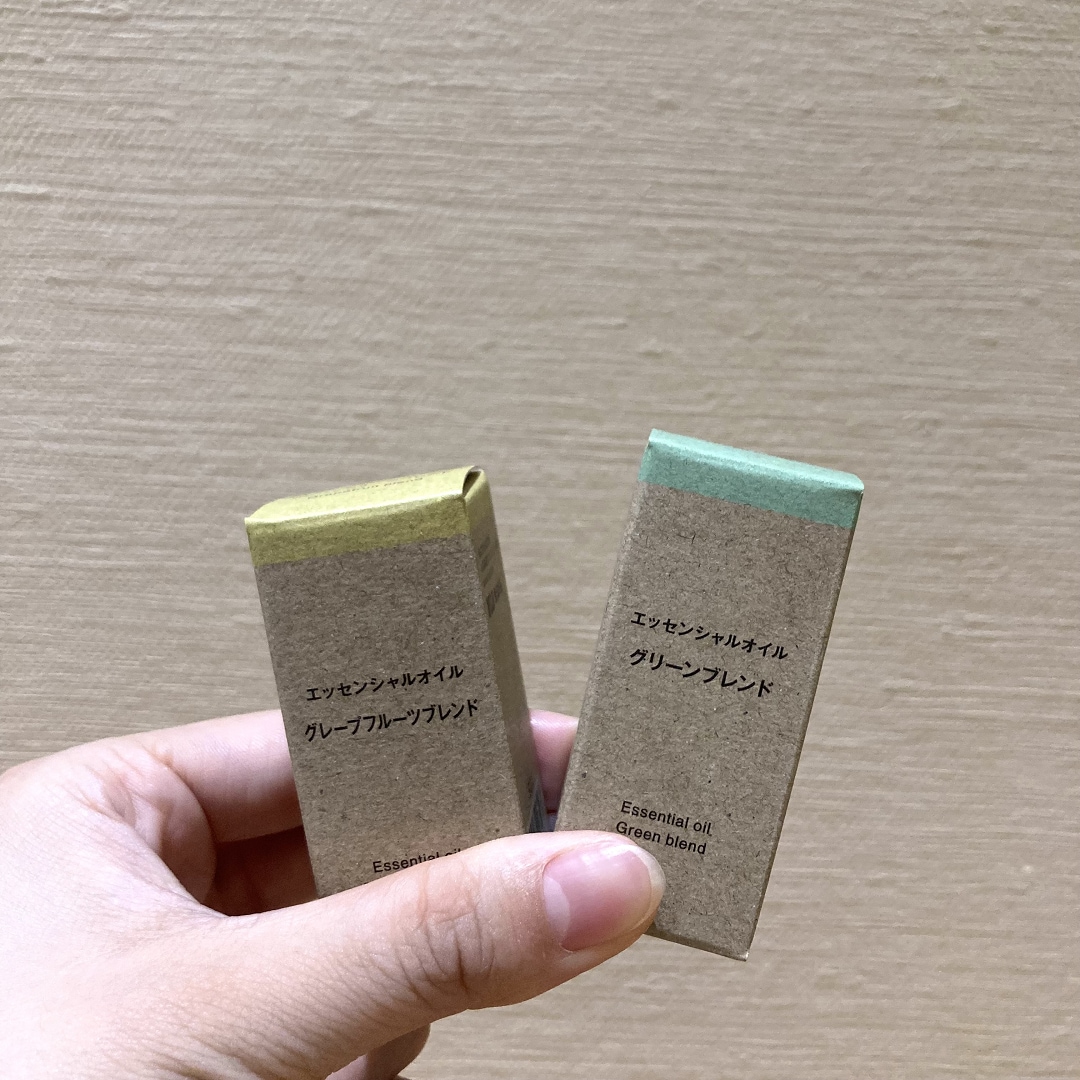 エッセンシャルオイル
グレープフルーツブレンド
Essential oil
エッセンシャルオイル
グリーンブレンド
Essential oil
Green blend